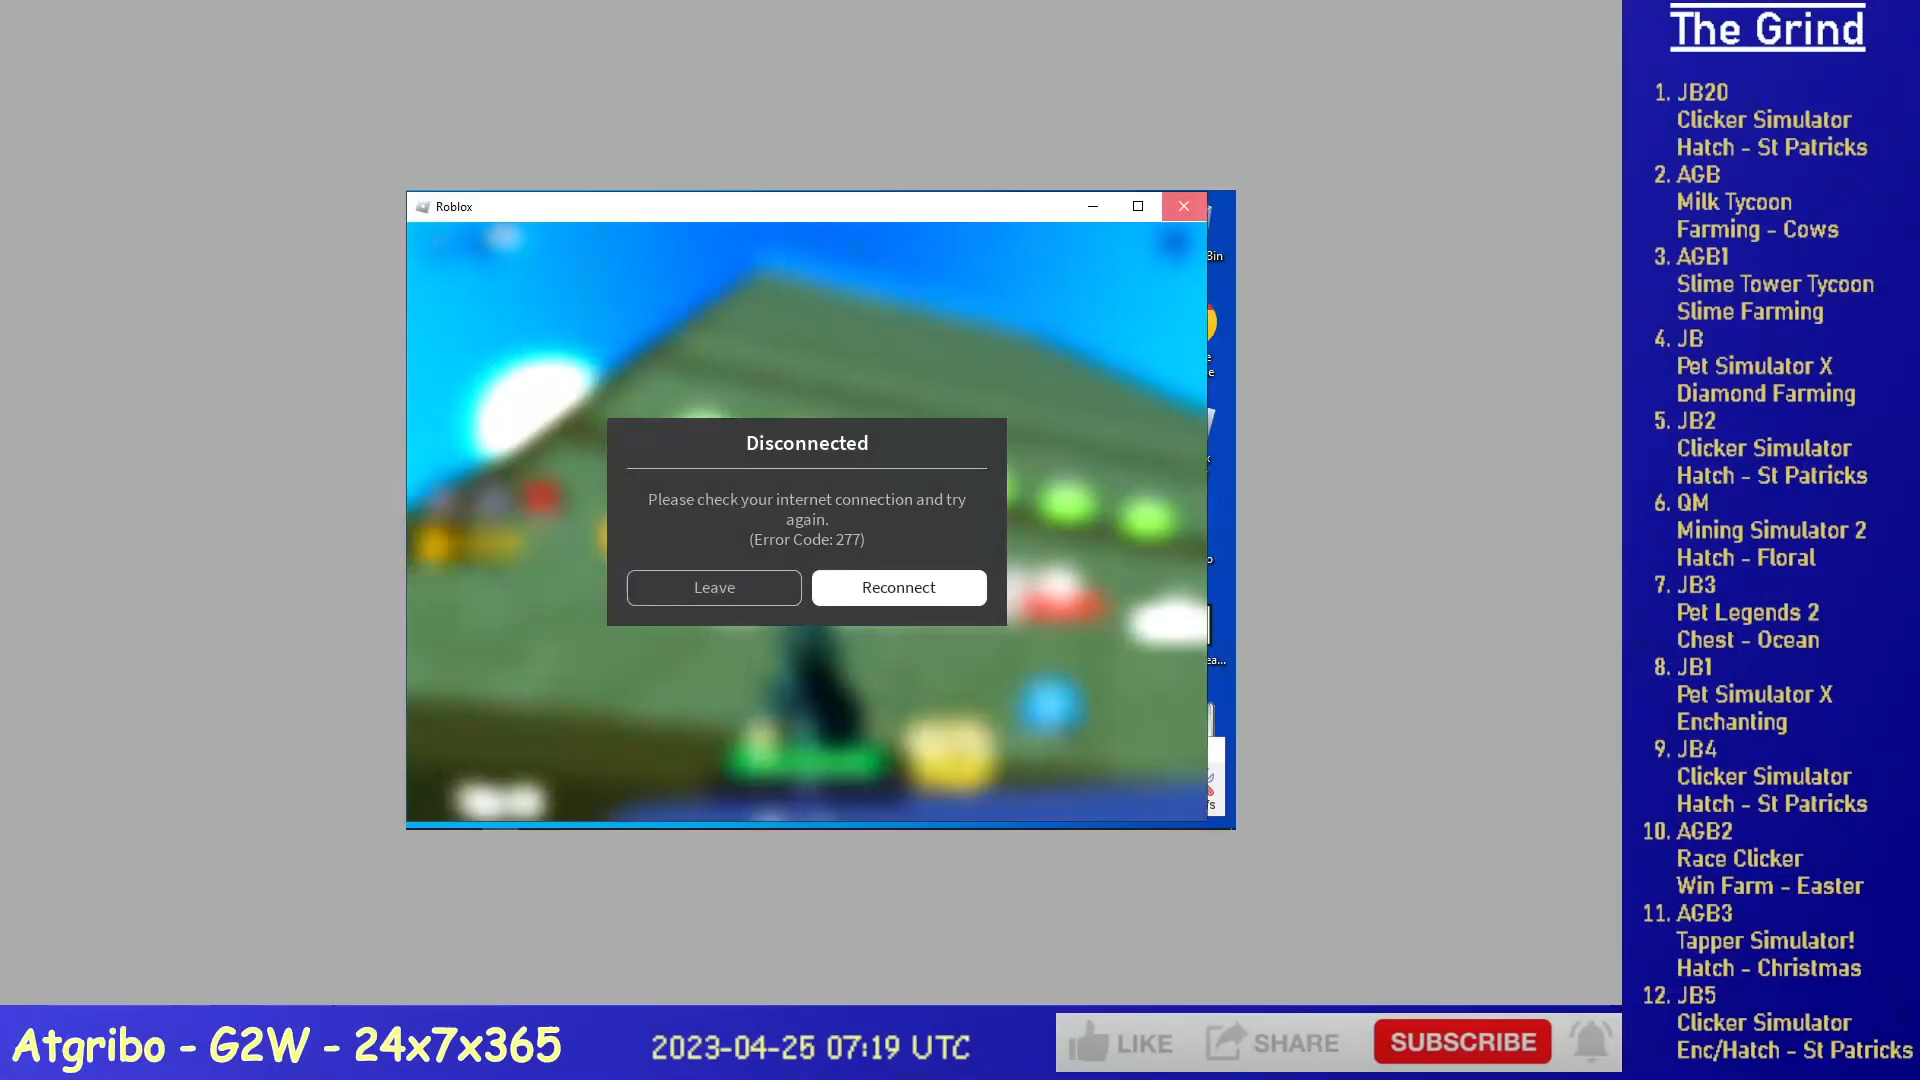 Roblox
Bin
e
e
Disconnected
Please check your internet connection and try
again.
(Error Code: 277)
Leave
Reconnect
ea...
The Grind
1. JB20
Clicker Simulator
Hatch - St Patricks
2. AGB
Milk Tycoon
Farming - Cows
3. AGB1
Slime Tower Tycoon
Slime Farming
4. JB
Pet Simulator X
Diamond Farming
5. JB2
Clicker Simulator
Hatch - St Patricks
6. QM
Mining Simulator 2
Hatch - Floral
7. JB3
Pet Legends 2
Chest - Ocean
8. JB1
Pet Simulator X
Enchanting
9. JB4
Clicker Simulator
Hatch - St Patricks
10. AGB2
Race Clicker
Win Farm - Easter
11. AGB3
Tapper Simulator!
Hatch - Christmas
12. JB5
Clicker Simulator
Enc/Hatch - St Patricks
Atgribo - G2W - 24x7x365
2023-04-25 07:19 UTC
LIKE
SHARE
SUBSCRIBE